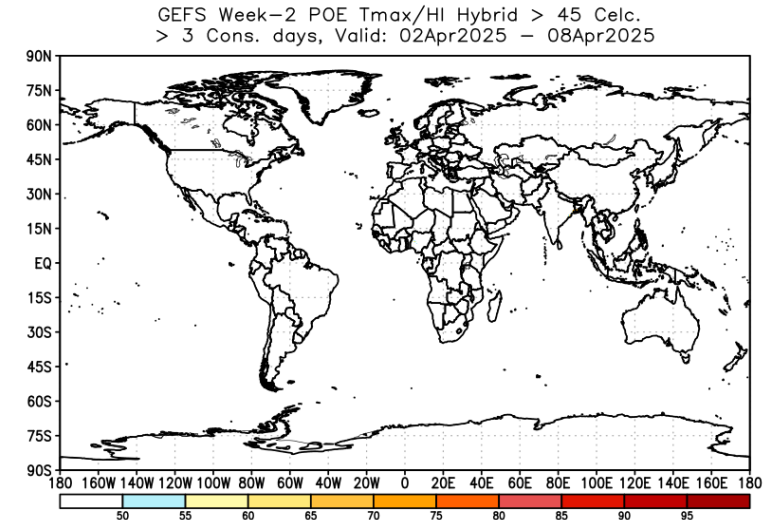 GEFS Week-2 POE Tmax/HI Hybrid > 45 Celc.
> 3 Cons. days, Valid: 02Apr2025 - 08Apr2025
90N
75N
60N
45N
30N
15N
EQ
15S
30S
45S
60S
75S
90S
180 160W 140W 120W 100W 80W 60W 40W 20W 0 20E 40E 60E 80E 100E 120E 140E 160E 180
50 55 60 65 70 75 80 85 90 95